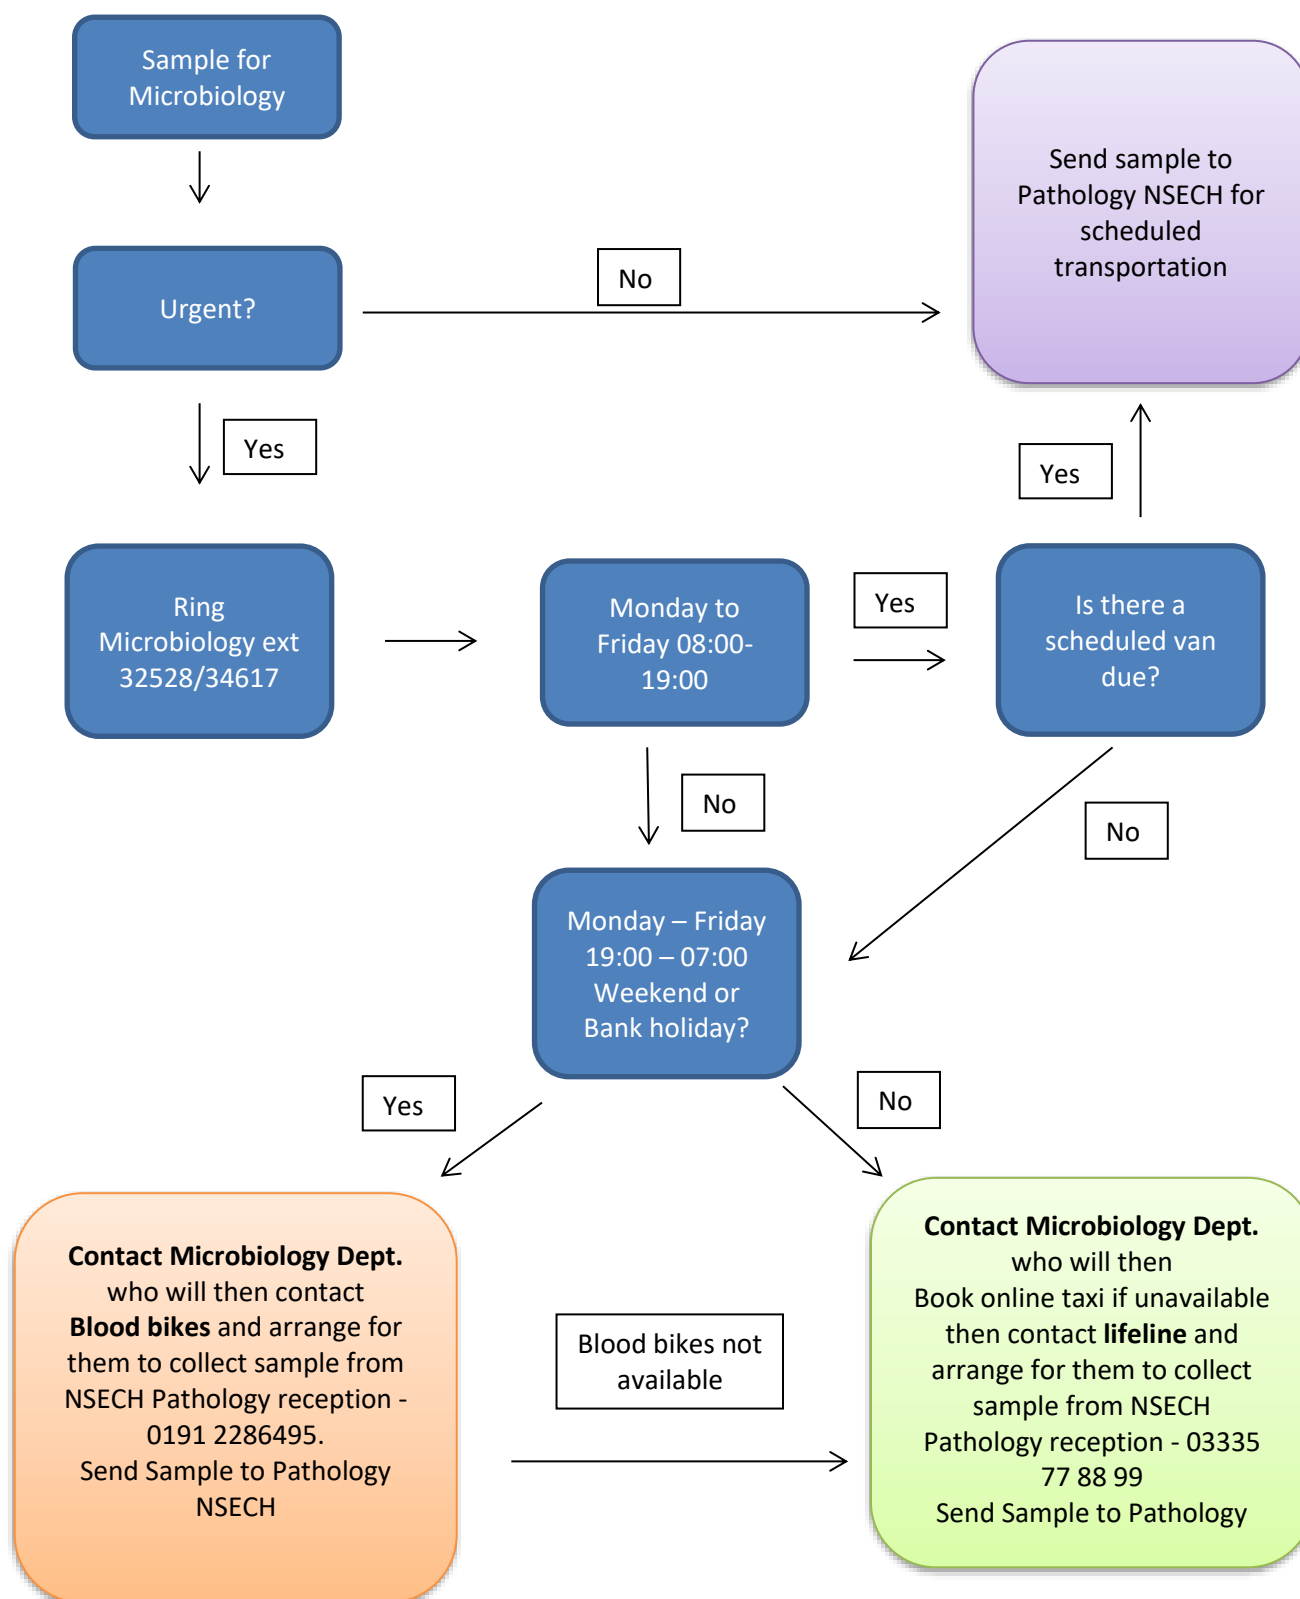 Sample for
Microbiology
Send sample to
Pathology NSECH for
scheduled
transportation
No
Urgent?
Yes
Yes
Ring
Microbiology ext
32528/34617
Monday to
Friday 08:00-
19:00
Yes
Is there a
scheduled van
due?
No
No
Monday – Friday
19:00 – 07:00
Weekend or
Bank holiday?
Yes
No
Contact Microbiology Dept.
who will then contact
Blood bikes and arrange for
them to collect sample from
NSECH Pathology reception -
0191 2286495.
Send Sample to Pathology
NSECH
Blood bikes not
available
Contact Microbiology Dept.
who will then
Book online taxi if unavailable
then contact lifeline and
arrange for them to collect
sample from NSECH
Pathology reception - 03335
77 88 99
Send Sample to Pathology